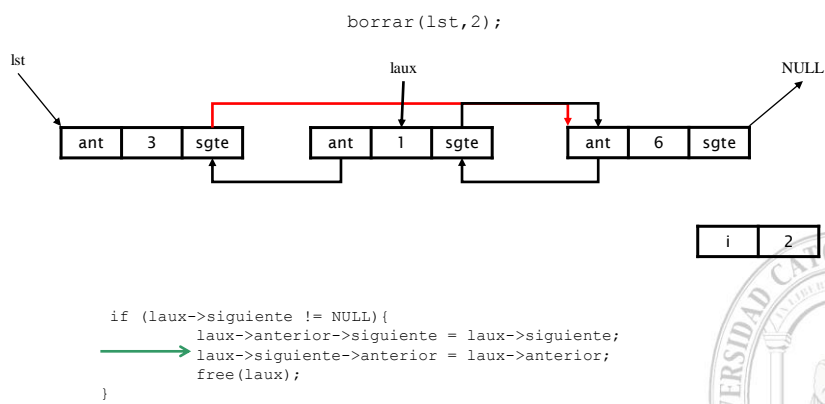 borrar(lst,2);
lst
laux
NULL
ant 3 sgte ant 1 sgte ant 6 sgte
i 2
if (laux->siguiente != NULL){
laux->anterior->siguiente = laux->siguiente;
laux->siguiente->anterior = laux->anterior;
free(laux);
}